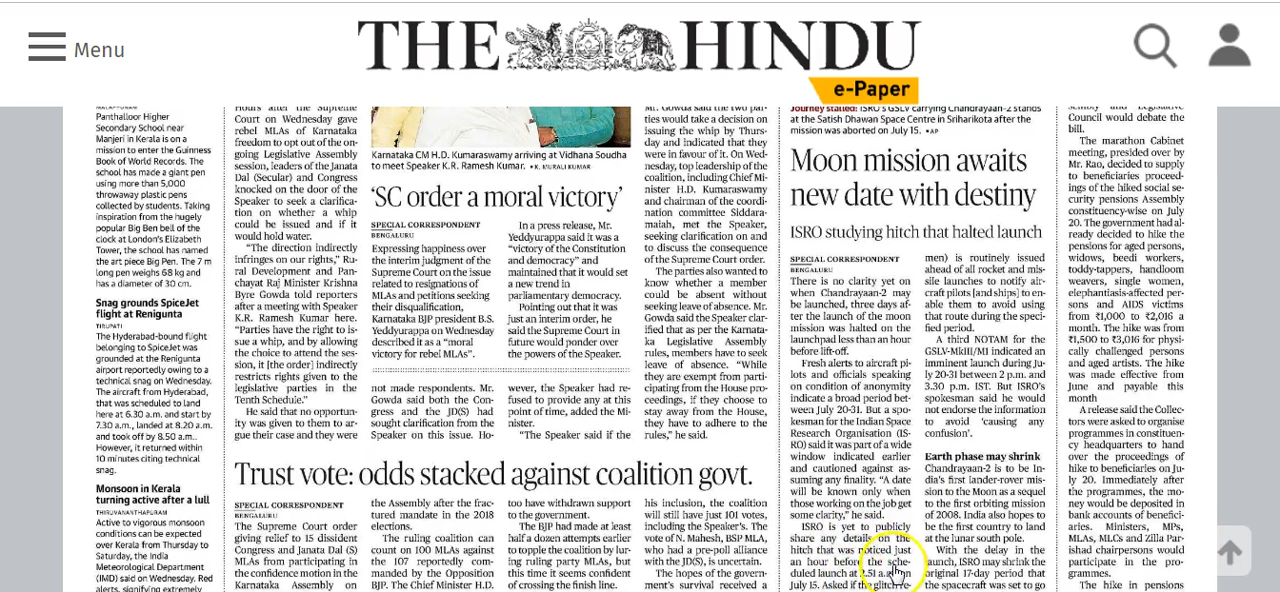 Menu
THE HINDU
e-Paper
Panthalloor Higher
Secondary School near
Manjeri in Kerala is on a
mission to enter the Guinness
Book of World Records. The
school has made a giant pen
using more than 5,000
throwaway plastic pens
collected by students. Taking
inspiration from the hugely
popular Big Ben bell of the
clock at London's Elizabeth
Tower, the school has named
the art piece Big Pen. The 7 m
long pen weighs 68 kg and
has a diameter of 30 cm.
Snag grounds SpiceJet
flight at Renigunta
TIRUPATI
The Hyderabad-bound flight
belonging to SpiceJet was
grounded at the Renigunta
airport reportedly owing to a
technical snag on Wednesday.
The aircraft from Hyderabad,
that was scheduled to land
here at 6.30 a.m. and start by
7.30 a.m., landed at 8.20 a.m.
and took off by 8.50 a.m..
However, it returned within
10 minutes citing technical
snag.
Monsoon in Kerala
turning active after a lull
THIRUVANANTHAPURAM
Active to vigorous monsoon
conditions can be expected
over Kerala from Thursday to
Saturday, the India
Meteorological Department
(IMD) said on Wednesday. Red
alerts, signifying extremely
Hours after the Supreme
Court on Wednesday gave
rebel MLAs of Karnataka
freedom to opt out of the on-
going Legislative Assembly
session, leaders of the Janata
Dal (Secular) and Congress
knocked on the door of the
Speaker to seek a clarifica-
tion on whether a whip
could be issued and if it
would hold water.
"The direction indirectly
infringes on our rights," Ru-
ral Development and Pan-
chayat Raj Minister Krishna
Byre Gowda told reporters
after a meeting with Speaker
K.R. Ramesh Kumar here.
"Parties have the right to is-
sue a whip, and by allowing
the choice to attend the ses-
sion, it [the order] indirectly
restricts rights given to the
legislative parties in the
Tenth Schedule."
He said that no opportun-
ity was given to them to ar-
gue their case and they were
Karnataka CM H.D. Kumaraswamy arriving at Vidhana Soudha
to meet Speaker K.R. Ramesh Kumar. •K. MURALI KUMAR
'SC order a moral victory'
SPECIAL CORRESPONDENT
BENGALURU
Expressing happiness over
the interim judgment of the
Supreme Court on the issue
related to resignations of
MLAs and petitions seeking
their disqualification,
Karnataka BJP president B.S.
Yeddyurappa on Wednesday
described it as a "moral
victory for rebel MLAs".
In a press release, Mr.
Yeddyurappa said it was a
"victory of the Constitution
and democracy" and
maintained that it would set
a new trend in
parliamentary democracy.
Pointing out that it was
just an interim order, he
said the Supreme Court in
future would ponder over
the powers of the Speaker.
not made respondents. Mr.
Gowda said both the Con-
gress and the JD(S) had
sought clarification from the
Speaker on this issue. Ho-
wever, the Speaker had re-
fused to provide any at this
point of time, added the Mi-
nister.
"The Speaker said if the
Mr. Gowda said the two par-
ties would take a decision on
issuing the whip by Thurs-
day and indicated that they
were in favour of it. On Wed-
nesday, top leadership of the
coalition, including Chief Mi-
nister H.D. Kumaraswamy
and chairman of the coordi-
nation committee Siddara-
maiah, met the Speaker,
seeking clarification on and
to discuss the consequence
of the Supreme Court order.
The parties also wanted to
know whether a member
could be absent without
seeking leave of absence. Mr.
Gowda said the Speaker clar-
ified that as per the Karnata-
ka Legislative Assembly
rules, members have to seek
leave of absence. "While
they are exempt from parti-
cipating from the House pro-
ceedings, if they choose to
stay away from the House,
they have to adhere to the
rules," he said.
Trust vote: odds stacked against coalition govt.
SPECIAL CORRESPONDENT
BENGALURU
The Supreme Court order
giving relief to 15 dissident
Congress and Janata Dal (S)
MLAs from participating in
the confidence motion in the
Karnataka Assembly on
the Assembly after the frac-
tured mandate in the 2018
elections.
The ruling coalition can
count on 100 MLAs against
the 107 reportedly com-
manded by the Opposition
BJP. The Chief Minister H.D.
too have withdrawn support
to the government.
The BJP had made at least
half a dozen attempts earlier
to topple the coalition by lur-
ing ruling party MLAs, but
this time it seems confident
of crossing the finish line.
his inclusion, the coalition
will still have just 101 votes,
including the Speaker's. The
vote of N. Mahesh, BSP MLA,
who had a pre-poll alliance
with the JD(S), is uncertain.
The hopes of the govern-
ment's survival received a
Journey stalled: ISRO's GSLV carrying Chandrayaan-2 stands
at the Satish Dhawan Space Centre in Sriharikota after the
mission was aborted on July 15. •AP
Moon mission awaits
new date with destiny
ISRO studying hitch that halted launch
SPECIAL CORRESPONDENT
BENGALURU
There is no clarity yet on
when Chandrayaan-2 may
be launched, three days af-
ter the launch of the moon
mission was halted on the
launchpad less than an hour
before lift-off.
Fresh alerts to aircraft pi-
lots and officials speaking
on condition of anonymity
indicate a broad period bet-
ween July 20-31. But a spo-
kesman for the Indian Space
Research Organisation (IS-
RO) said it was part of a wide
window indicated earlier
and cautioned against as-
suming any finality. "A date
will be known only when
those working on the job get
some clarity," he said.
ISRO is yet to publicly
share any details on the
hitch that was noticed just
an hour before the sche-
duled launch at 2.51 a.m. on
July 15. Asked if the glitch
men) is routinely issued
ahead of all rocket and mis-
sile launches to notify air-
craft pilots [and ships] to en-
able them to avoid using
that route during the speci-
fied period.
A third NOTAM for the
GSLV-MkIII/M1 indicated an
imminent launch during Ju-
ly 20-31 between 2 p.m. and
3.30 p.m. IST. But ISRO's
spokesman said he would
not endorse the information
to avoid 'causing any
confusion'.
Earth phase may shrink
Chandrayaan-2 is to be In-
dia's first lander-rover mis-
sion to the Moon as a sequel
to the first orbiting mission
of 2008. India also hopes to
be the first country to land
at the lunar south pole.
With the delay in the
launch, ISRO may shrink the
original 17-day period that
the spacecraft was set to go
sembly and Legislative
Council would debate the
bill.
The marathon Cabinet
meeting, presided over by
Mr. Rao, decided to supply
to beneficiaries proceed-
ings of the hiked social se-
curity pensions Assembly
constituency-wise on July
20. The government had al-
ready decided to hike the
pensions for aged persons,
widows, beedi workers,
toddy-tappers, handloom
weavers, single women,
elephantiasis-affected per-
sons and AIDS victims
from ₹1,000 to ₹2,016 a
month. The hike was from
₹1,500 to ₹3,016 for physi-
cally challenged persons
and aged artists. The hike
was made effective from
June and payable this
month
A release said the Collec-
tors were asked to organise
programmes in constituen-
cy headquarters to hand
over the proceedings of
hike to beneficiaries on Ju-
ly 20. Immediately after
the programmes, the mo-
ney would be deposited in
bank accounts of benefici-
aries. Ministers, MPs,
MLAs, MLCs and Zilla Par-
ishad chairpersons would
participate in the pro-
grammes.
The hike in pensions